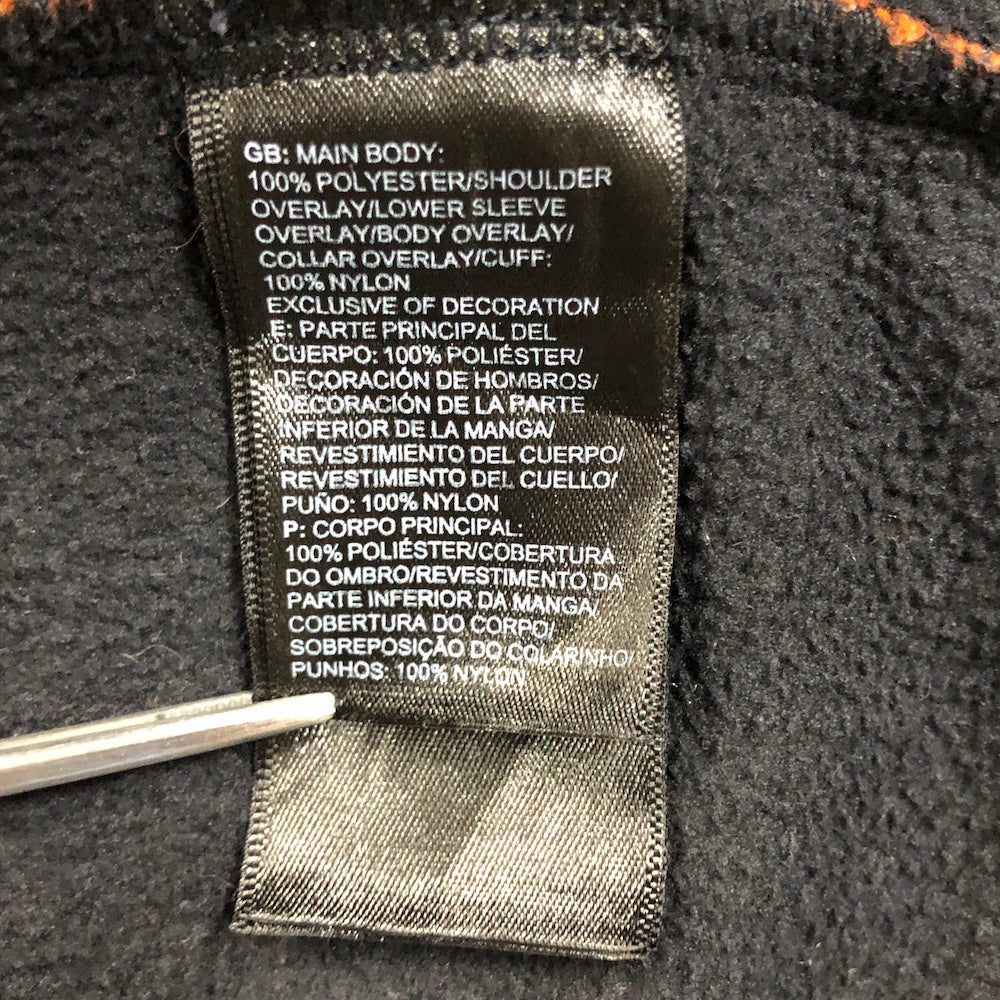 GB: MAIN BODY:
100% POLYESTER/SHOULDER
OVERLAY/LOWER SLEEVE
OVERLAY/BODY OVERLAY/
COLLAR OVERLAY/CUFF:
100% NYLON
EXCLUSIVE OF DECORATION
E: PARTE PRINCIPAL DEL
CUERPO: 100% POLIÉSTER/
DECORACIÓN DE HOMBROS/
DECORACIÓN DE LA PARTE
INFERIOR DE LA MANGA/
REVESTIMIENTO DEL CUERPO/
REVESTIMIENTO DEL CUELLO/
PUÑO: 100% NYLON
P: CORPO PRINCIPAL:
100% POLIÉSTER/COBERTURA
DO OMBRO/REVESTIMENTO DA
PARTE INFERIOR DA MANGA/
COBERTURA DO CORPO/
SOBREPOSIÇÃO DO COLARINHO/
PUNHOS: 100% NYLON